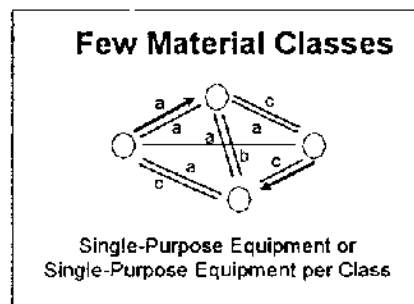 Few Material Classes
a
c
a
a
a
b
a
c
c
Single-Purpose Equipment or
Single-Purpose Equipment per Class